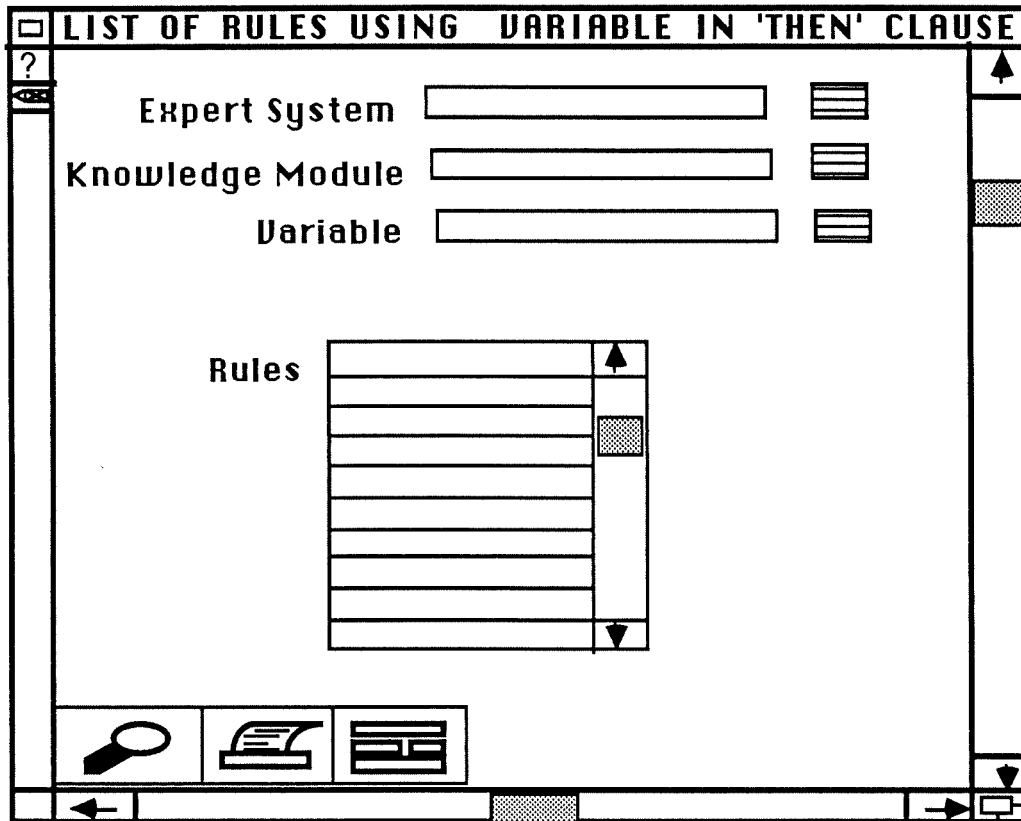 LIST OF RULES USING VARIABLE IN 'THEN' CLAUSE
?
Expert System
Knowledge Module
Variable
Rules